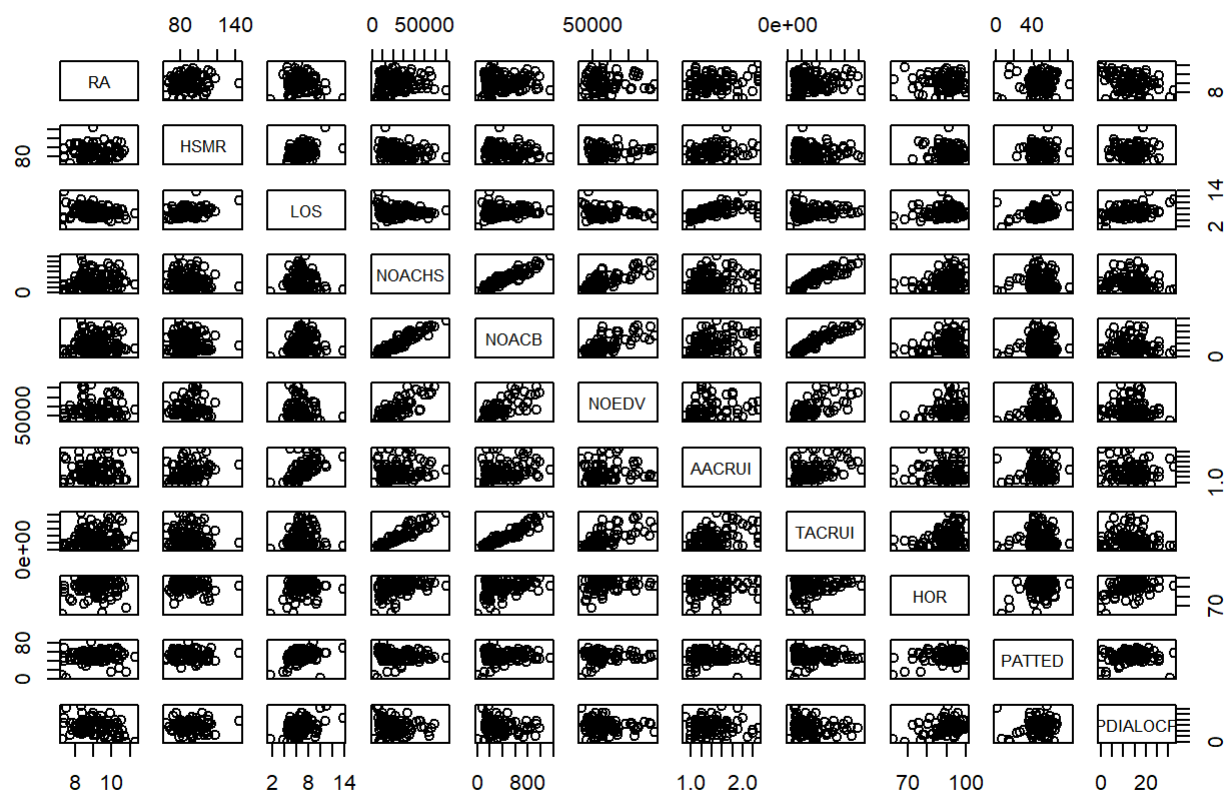 80 140 0 50000 50000 0e+00 0 40
RA 8
80 HSMR
LOS 2 14
0 NOACHS
NOACB 0
50000 NOEDV
AACRUI 1.0
0e+00 TACRUI
HOR 70
0 80 PATTED
PDIALOCF 0
8 10 2 8 14 0 800 1.0 2.0 70 100 0 20